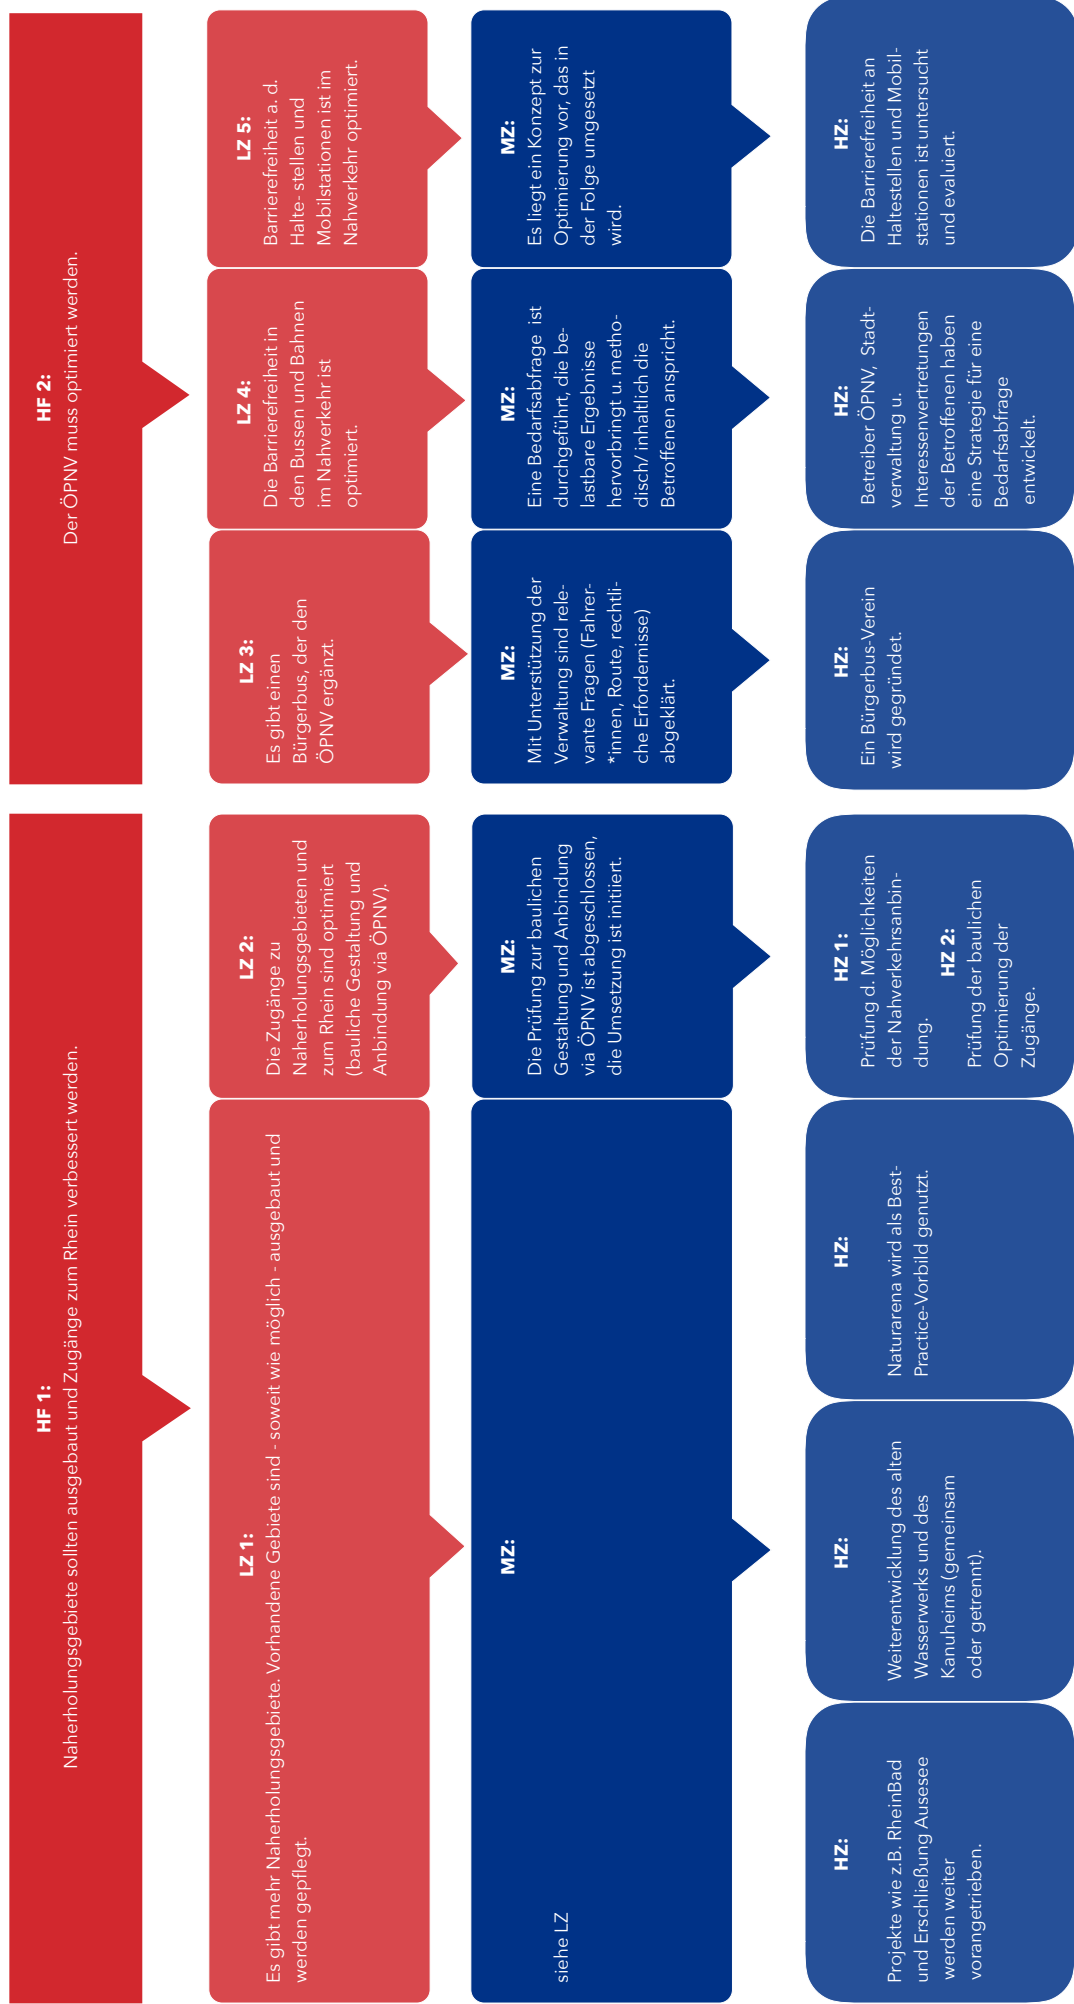 HF 1:
Naherholungsgebiete sollten ausgebaut und Zugänge zum Rhein verbessert werden.
LZ 1:
Es gibt mehr Naherholungsgebiete. Vorhandene Gebiete sind - soweit wie möglich - ausgebaut und
werden gepflegt.
MZ:
siehe LZ
HZ:
Projekte wie z.B. RheinBad
und Erschließung Ausesee
werden weiter
vorangetrieben.
HZ:
Weiterentwicklung des alten
Wasserwerks und des
Kanuheims (gemeinsam
oder getrennt).
HZ:
Naturarena wird als Best-
Practice-Vorbild genutzt.
LZ 2:
Die Zugänge zu
Naherholungsgebieten und
zum Rhein sind optimiert
(bauliche Gestaltung und
Anbindung via ÖPNV).
MZ:
Die Prüfung zur baulichen
Gestaltung und Anbindung
via ÖPNV ist abgeschlossen,
die Umsetzung ist initiiert.
HZ 1:
Prüfung d. Möglichkeiten
der Nahverkehrsanbin-
dung.
HZ 2:
Prüfung der baulichen
Optimierung der
Zugänge.
HF 2:
Der ÖPNV muss optimiert werden.
LZ 3:
Es gibt einen
Bürgerbus, der den
ÖPNV ergänzt.
MZ:
Mit Unterstützung der
Verwaltung sind rele-
vante Fragen (Fahrer-
*innen, Route, rechtli-
che Erfordernisse)
abgeklärt.
HZ:
Ein Bürgerbus-Verein
wird gegründet.
LZ 4:
Die Barrierefreiheit in
den Bussen und Bahnen
im Nahverkehr ist
optimiert.
MZ:
Eine Bedarfsabfrage ist
durchgeführt, die be-
lastbare Ergebnisse
hervorbringt u. metho-
disch/ inhaltlich die
Betroffenen anspricht.
HZ:
Betreiber ÖPNV, Stadt-
verwaltung u.
Interessenvertretungen
der Betroffenen haben
eine Strategie für eine
Bedarfsabfrage
entwickelt.
LZ 5:
Barrierefreiheit a. d.
Halte- stellen und
Mobilstationen ist im
Nahverkehr optimiert.
MZ:
Es liegt ein Konzept zur
Optimierung vor, das in
der Folge umgesetzt
wird.
HZ:
Die Barrierefreiheit an
Haltestellen und Mobil-
stationen ist untersucht
und evaluiert.